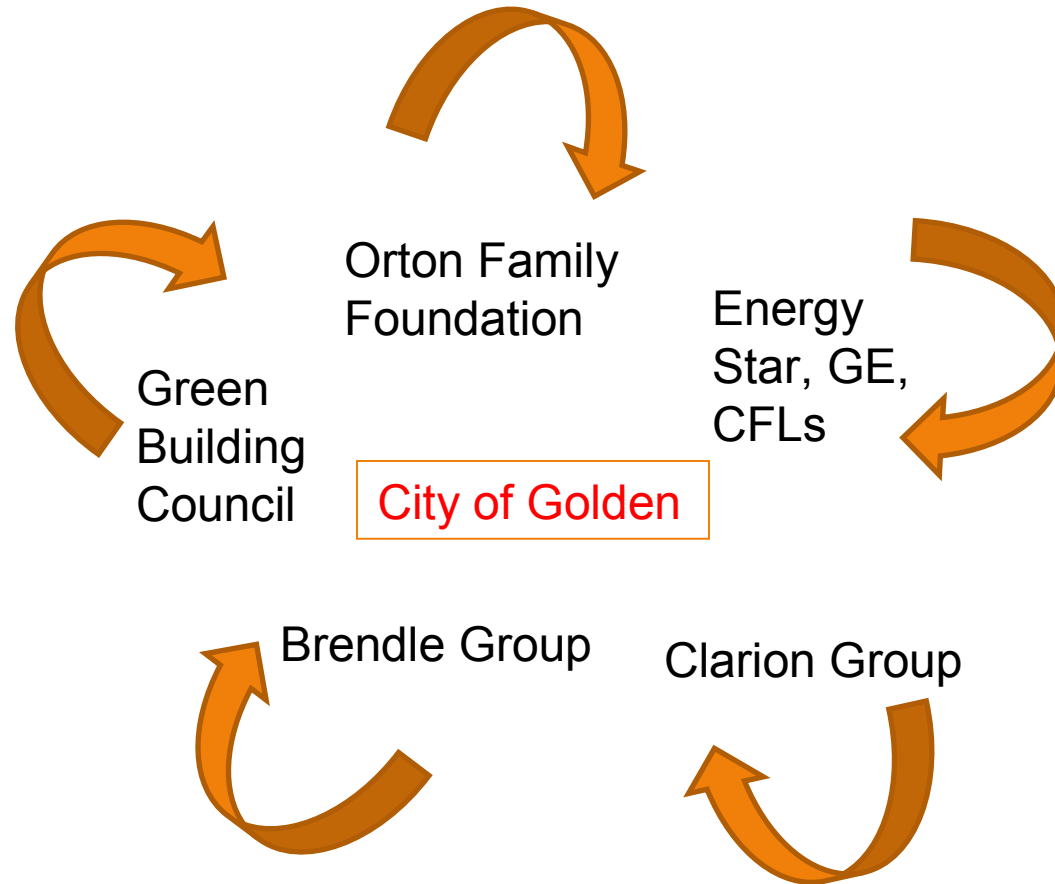 Orton Family
Foundation
Energy
Star, GE,
CFLs
Green
Building
Council
City of Golden
Brendle Group
Clarion Group